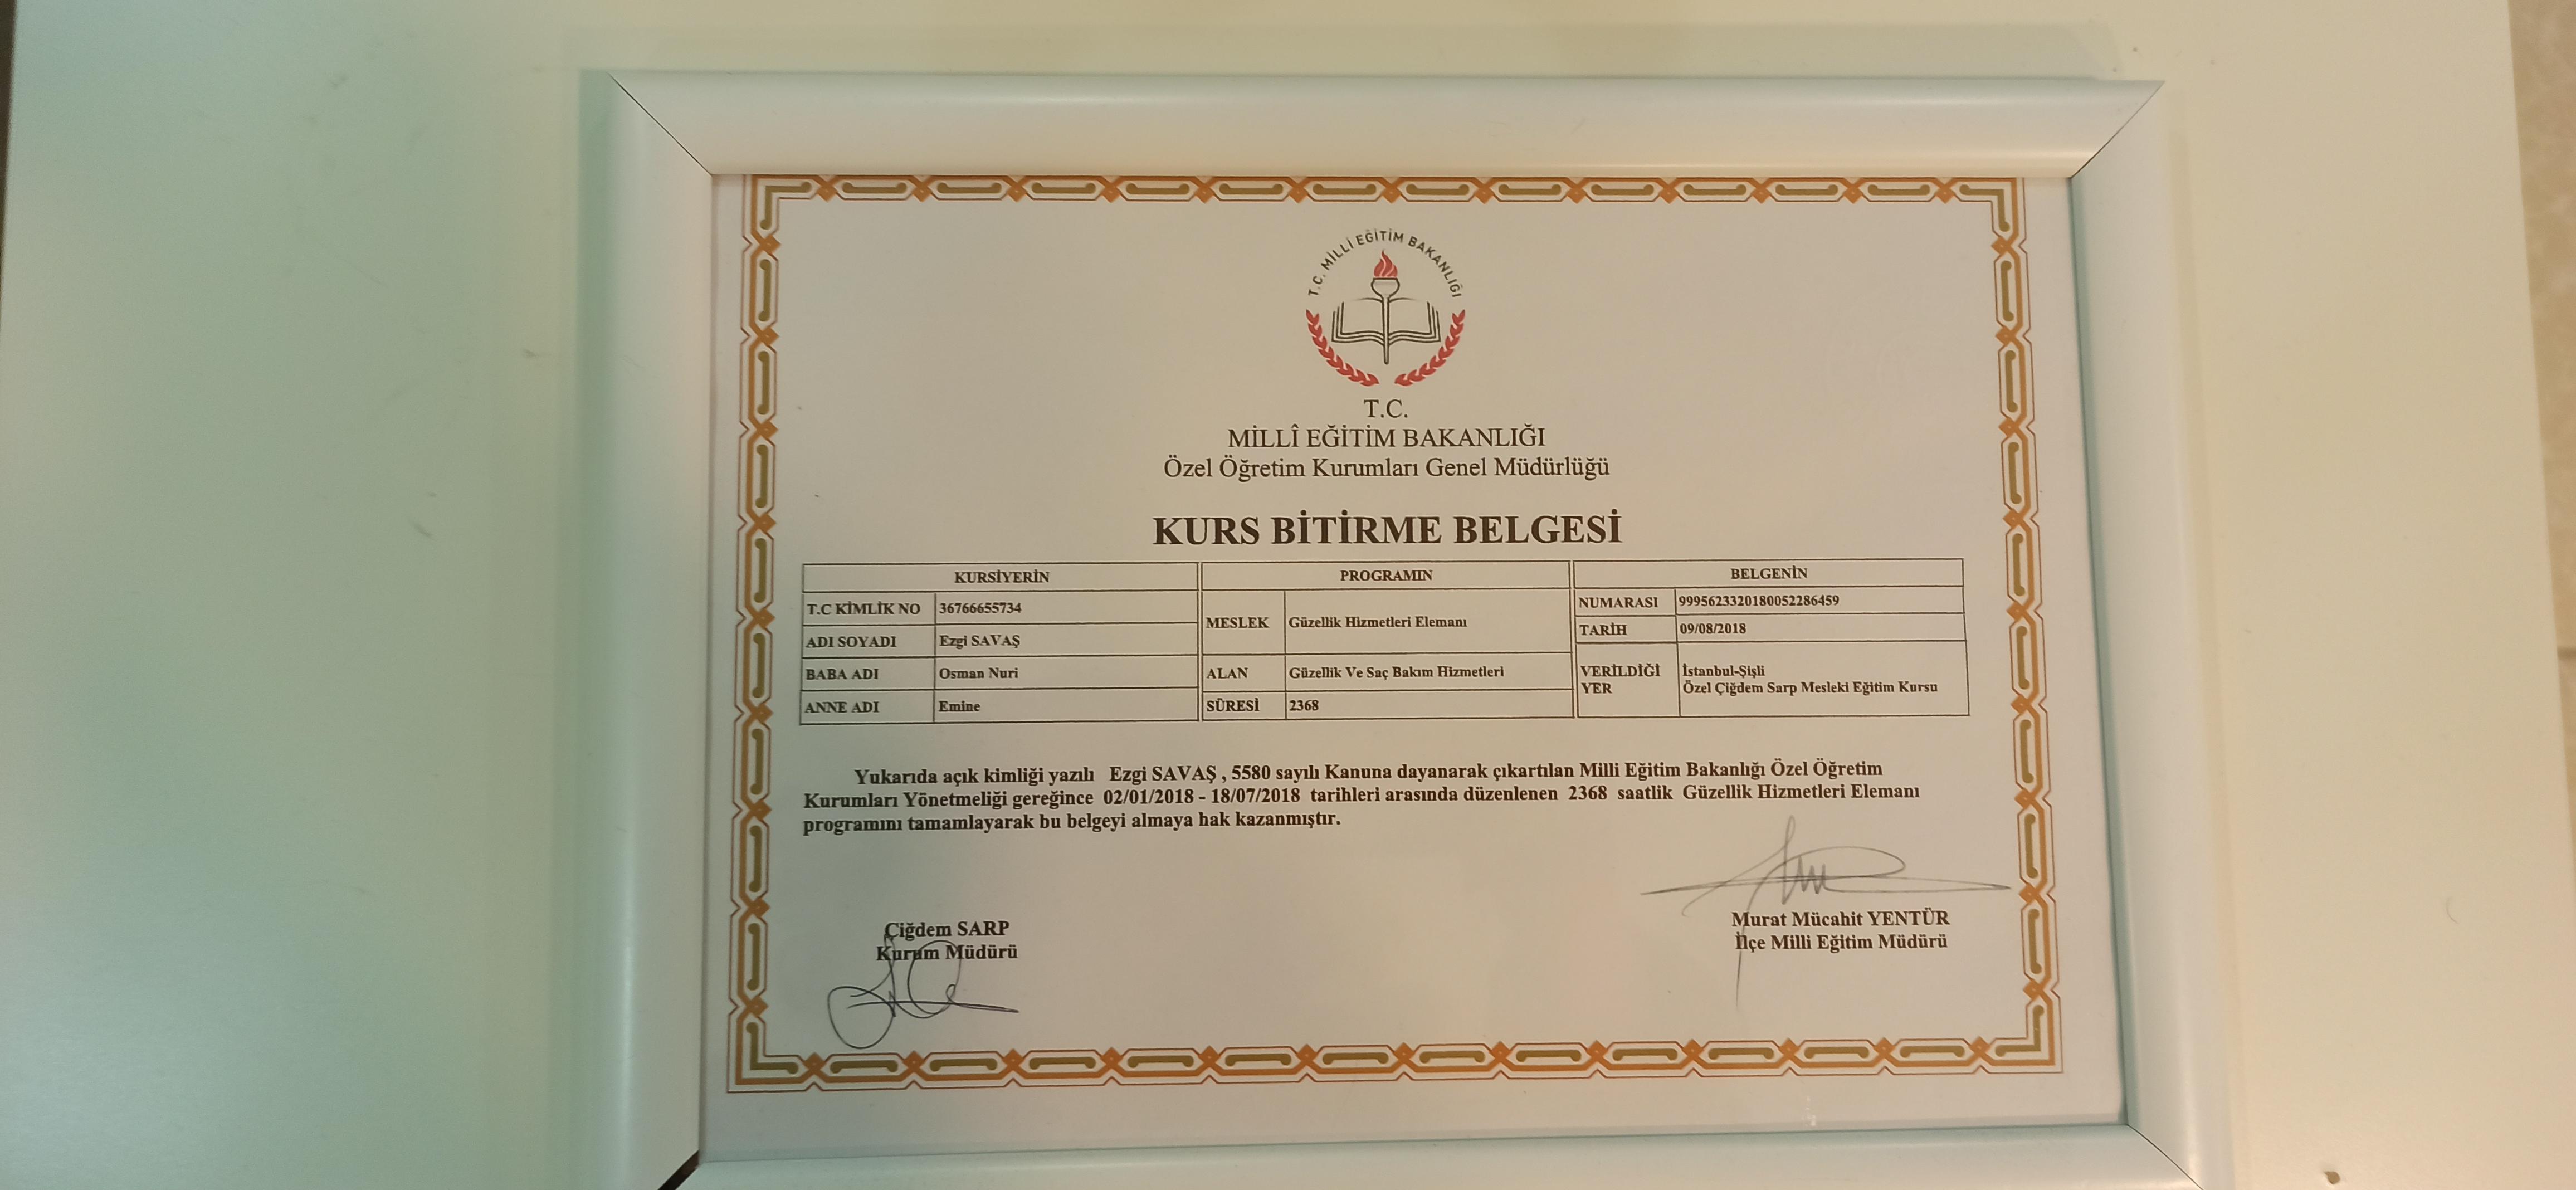 T.C. MİLLİ EĞİTİM BAKANLIĞI
T.C.
MİLLÎ EĞİTİM BAKANLIĞI
Özel Öğretim Kurumları Genel Müdürlüğü
KURS BİTİRME BELGESİ
KURSİYERİN
T.C KİMLİK NO 36766655734
ADI SOYADI Ezgi SAVAŞ
BABA ADI Osman Nuri
ANNE ADI Emine
PROGRAMIN
MESLEK Güzellik Hizmetleri Elemanı
ALAN Güzellik Ve Saç Bakım Hizmetleri
SÜRESİ 2368
BELGENİN
NUMARASI 9995623320180052286459
TARİH 09/08/2018
VERİLDİĞİ İstanbul-Şişli
YER Özel Çiğdem Sarp Mesleki Eğitim Kursu
Yukarıda açık kimliği yazılı Ezgi SAVAŞ , 5580 sayılı Kanuna dayanarak çıkartılan Milli Eğitim Bakanlığı Özel Öğretim
Kurumları Yönetmeliği gereğince 02/01/2018 - 18/07/2018 tarihleri arasında düzenlenen 2368 saatlik Güzellik Hizmetleri Elemanı
programını tamamlayarak bu belgeyi almaya hak kazanmıştır.
Çiğdem SARP
Kurum Müdürü
Murat Mücahit YENTÜR
İlçe Milli Eğitim Müdürü